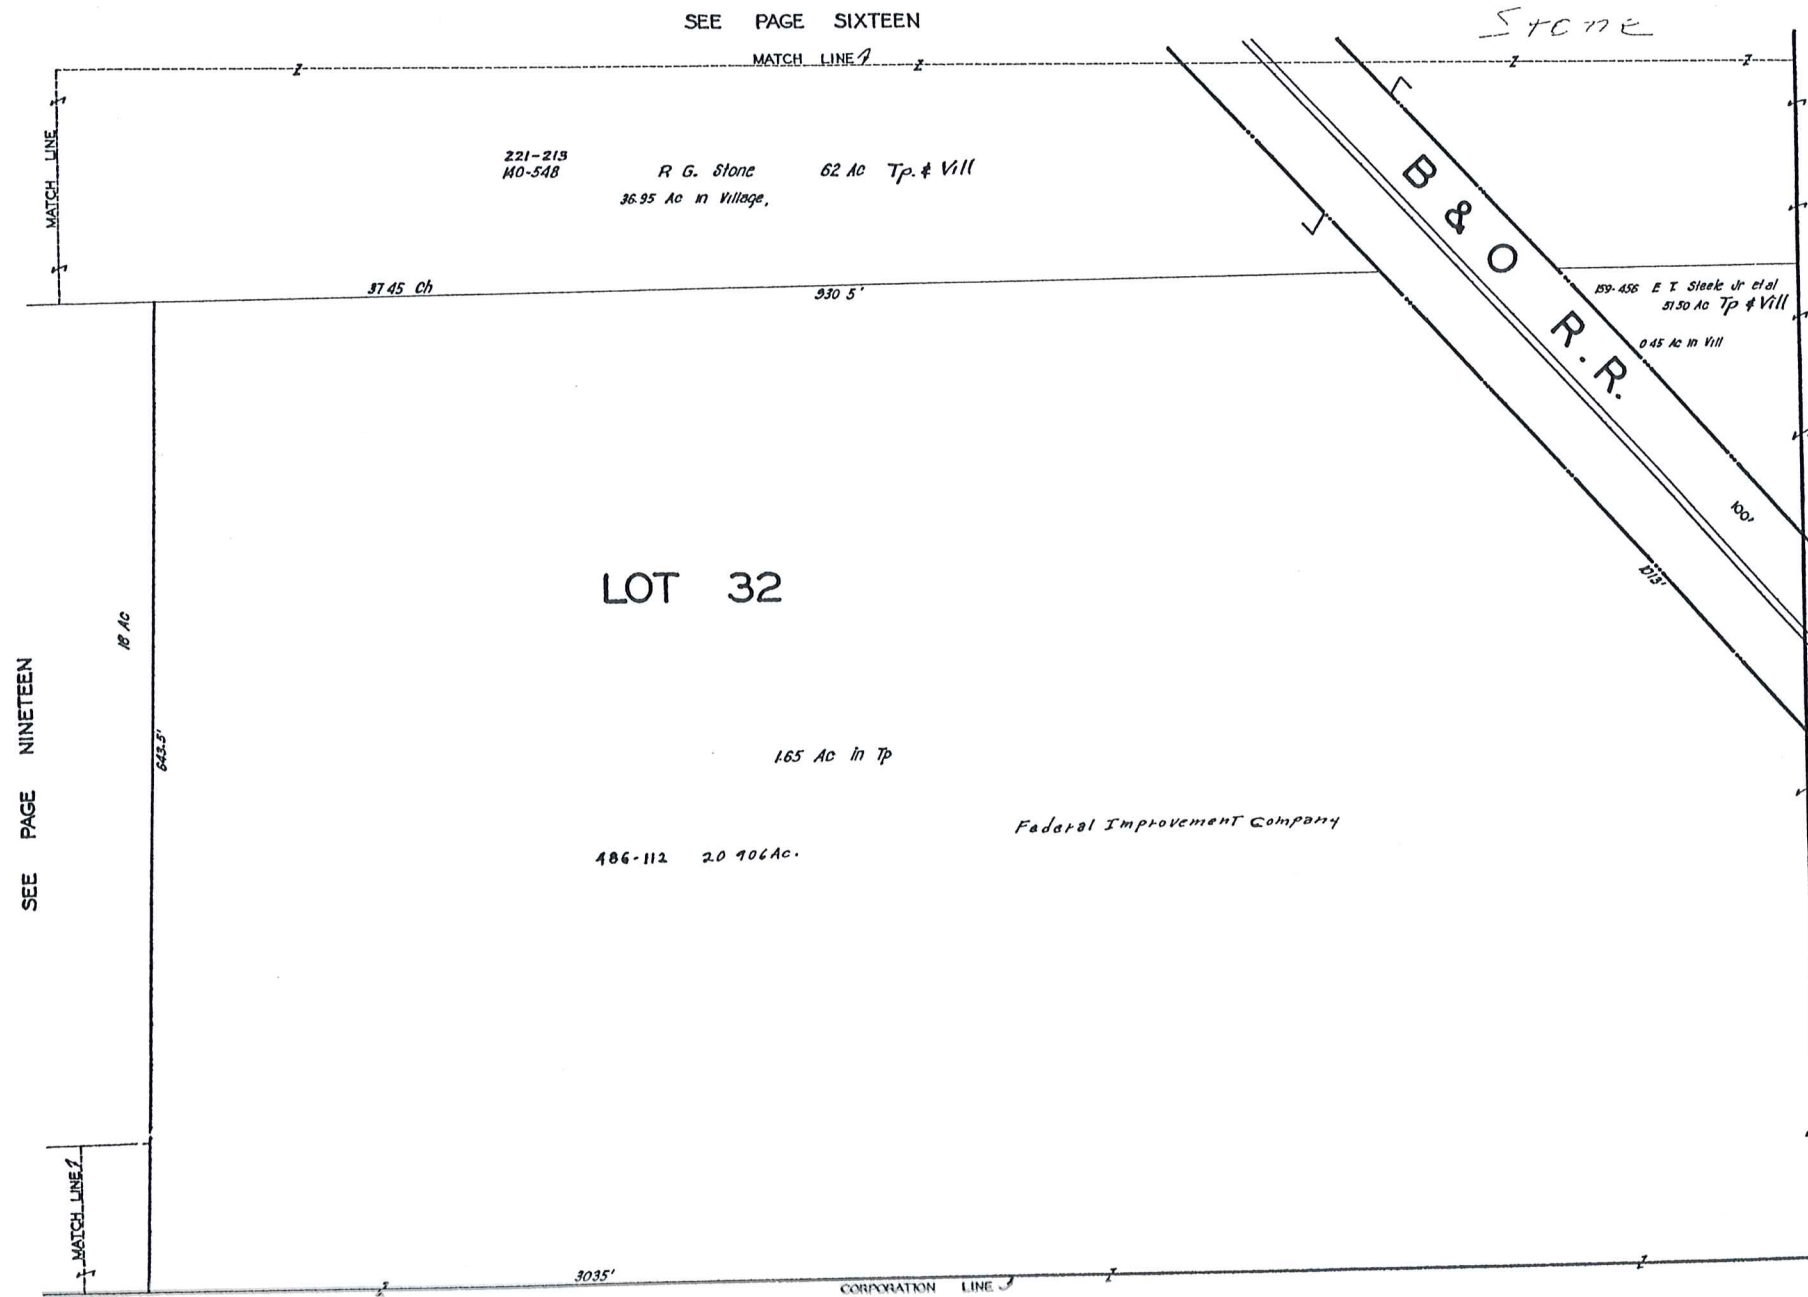 SEE PAGE SIXTEEN
Stone
MATCH LINE
MATCH LINE
221-213
140-548
R G. Stone 62 Ac Tp. & Vill
36.95 Ac in Village,
B & O R. R.
37 45 Ch
930 5'
159-456 E T. Steele Jr et al
51 50 Ac Tp & Vill
0 45 Ac in Vill
100'
1013'
LOT 32
18 Ac
SEE PAGE NINETEEN
643.5'
1.65 Ac in Tp
Federal Improvement Company
486-112 20 906 Ac.
MATCH LINE
3035'
CORPORATION LINE